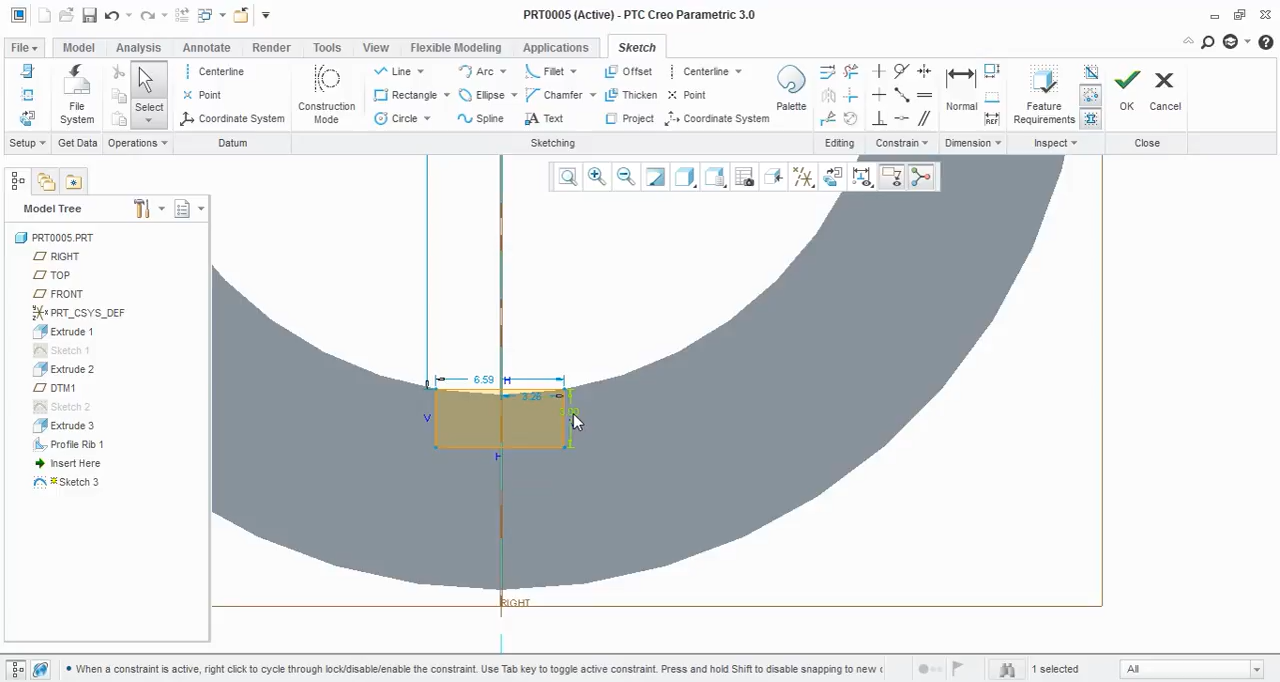 PRT0005 (Active) - PTC Creo Parametric 3.0
File Model Analysis Annotate Render Tools View Flexible Modeling Applications Sketch
Centerline Line Arc Fillet Offset Centerline
File System Select Point Construction Mode Rectangle Ellipse Chamfer Thicken Point Palette Normal Feature Requirements OK Cancel
Coordinate System Circle Spline Text Project Coordinate System REF
Setup Get Data Operations Datum Sketching Editing Constrain Dimension Inspect Close
Model Tree
PRT0005.PRT
RIGHT
TOP
FRONT
PRT_CSYS_DEF
Extrude 1
Sketch 1
Extrude 2
DTM1
Sketch 2
Extrude 3
Profile Rib 1
Insert Here
Sketch 3
6.59 H
3.26
V
H
RIGHT
When a constraint is active, right click to cycle through lock/disable/enable the constraint. Use Tab key to toggle active constraint. Press and hold Shift to disable snapping to new c
1 selected
All